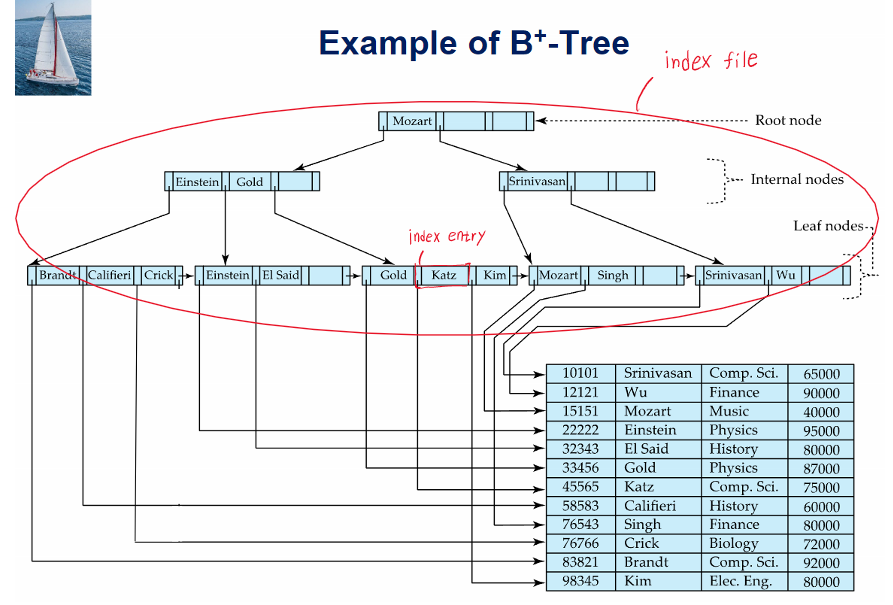 Example of B+-Tree
index file
Mozart
Root node
Einstein Gold
Srinivasan
Internal nodes
Leaf nodes
index entry
Brandt Califieri Crick
Einstein El Said
Gold Katz Kim
Mozart Singh
Srinivasan Wu
10101 Srinivasan Comp. Sci. 65000
12121 Wu Finance 90000
15151 Mozart Music 40000
22222 Einstein Physics 95000
32343 El Said History 80000
33456 Gold Physics 87000
45565 Katz Comp. Sci. 75000
58583 Califieri History 60000
76543 Singh Finance 80000
76766 Crick Biology 72000
83821 Brandt Comp. Sci. 92000
98345 Kim Elec. Eng. 80000